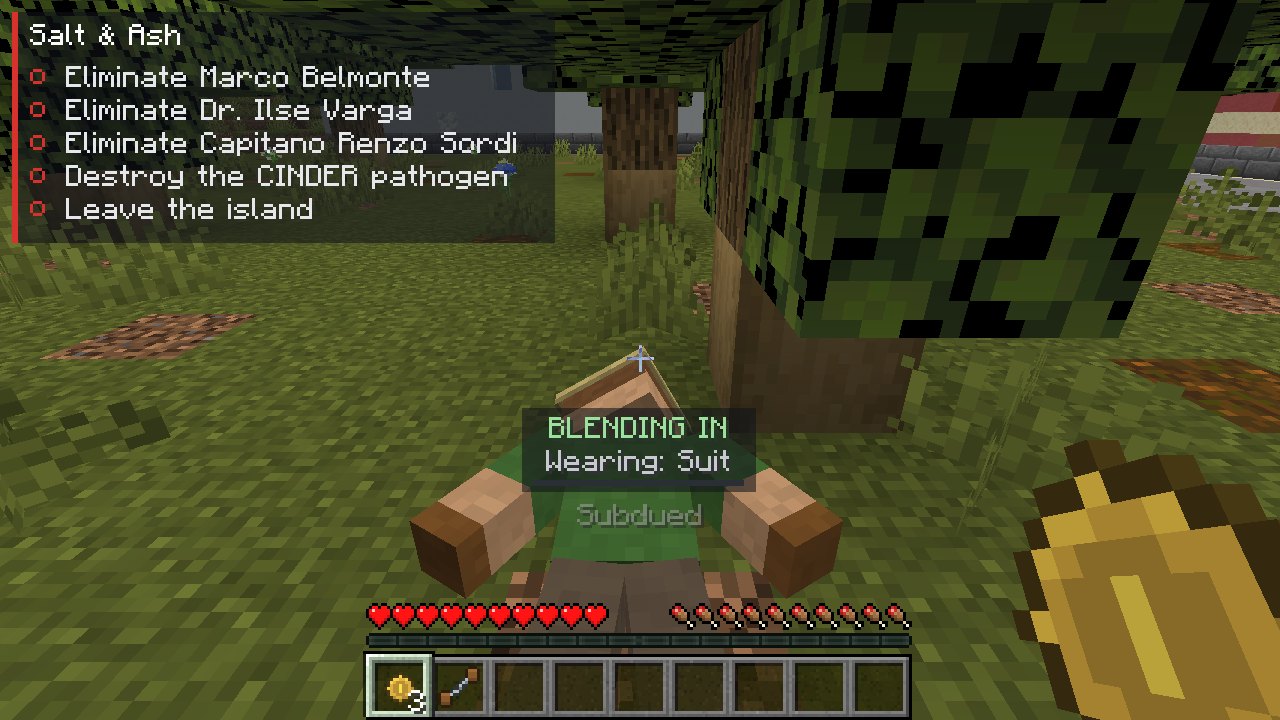 Salt & Ash
Eliminate Marco Belmonte
Eliminate Dr. Ilse Varga
Eliminate Capitano Renzo Sordi
Destroy the CINDER pathogen
Leave the island
BLENDING IN
Wearing: Suit
Subdued
3